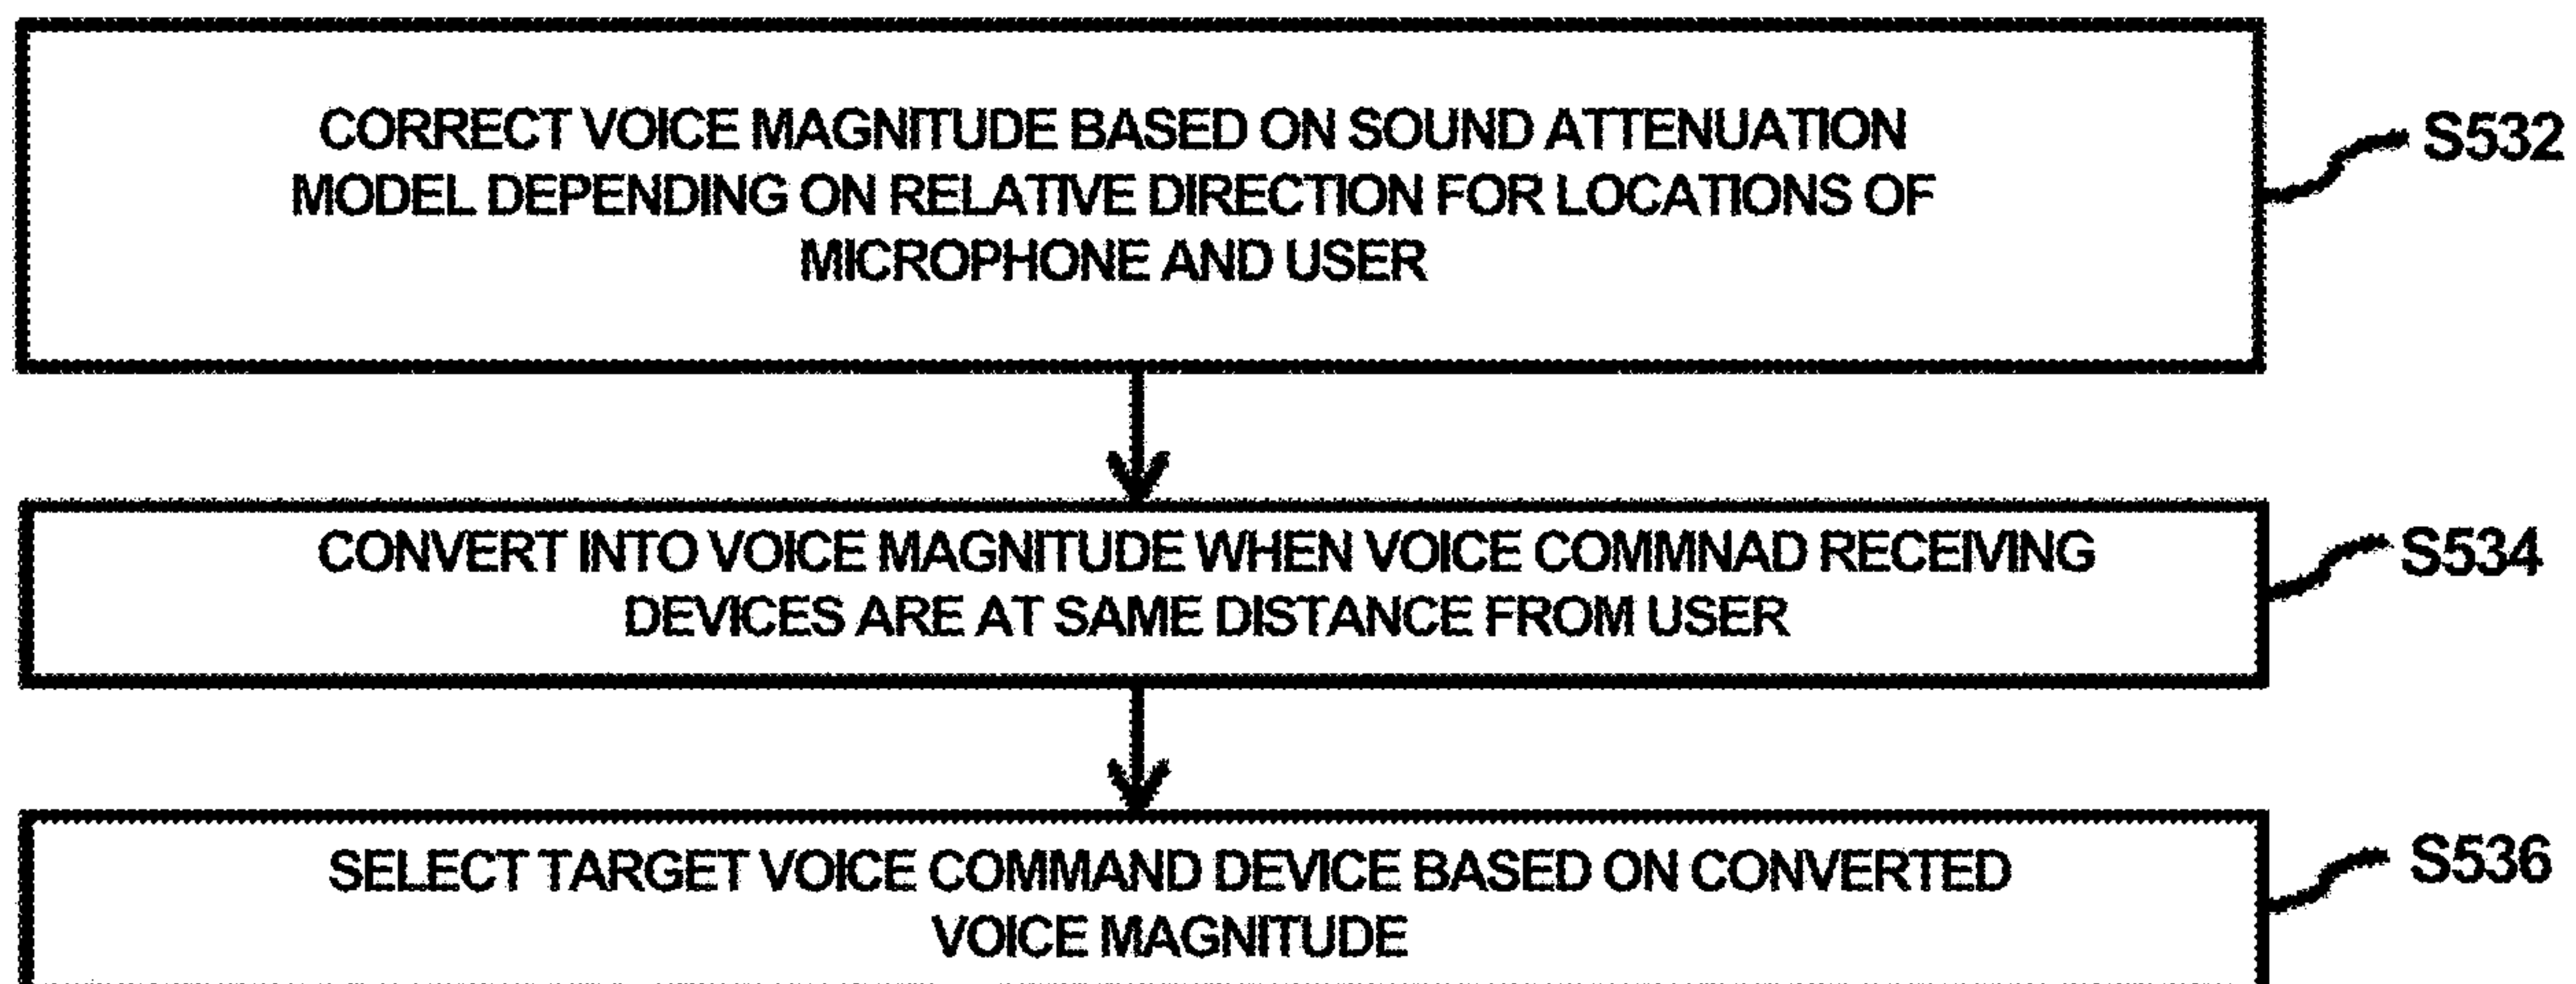 CORRECT VOICE MAGNITUDE BASED ON SOUND ATTENUATION
MODEL DEPENDING ON RELATIVE DIRECTION FOR LOCATIONS OF
MICROPHONE AND USER
S532
CONVERT INTO VOICE MAGNITUDE WHEN VOICE COMMNAD RECEIVING
DEVICES ARE AT SAME DISTANCE FROM USER
S534
SELECT TARGET VOICE COMMAND DEVICE BASED ON CONVERTED
VOICE MAGNITUDE
S536